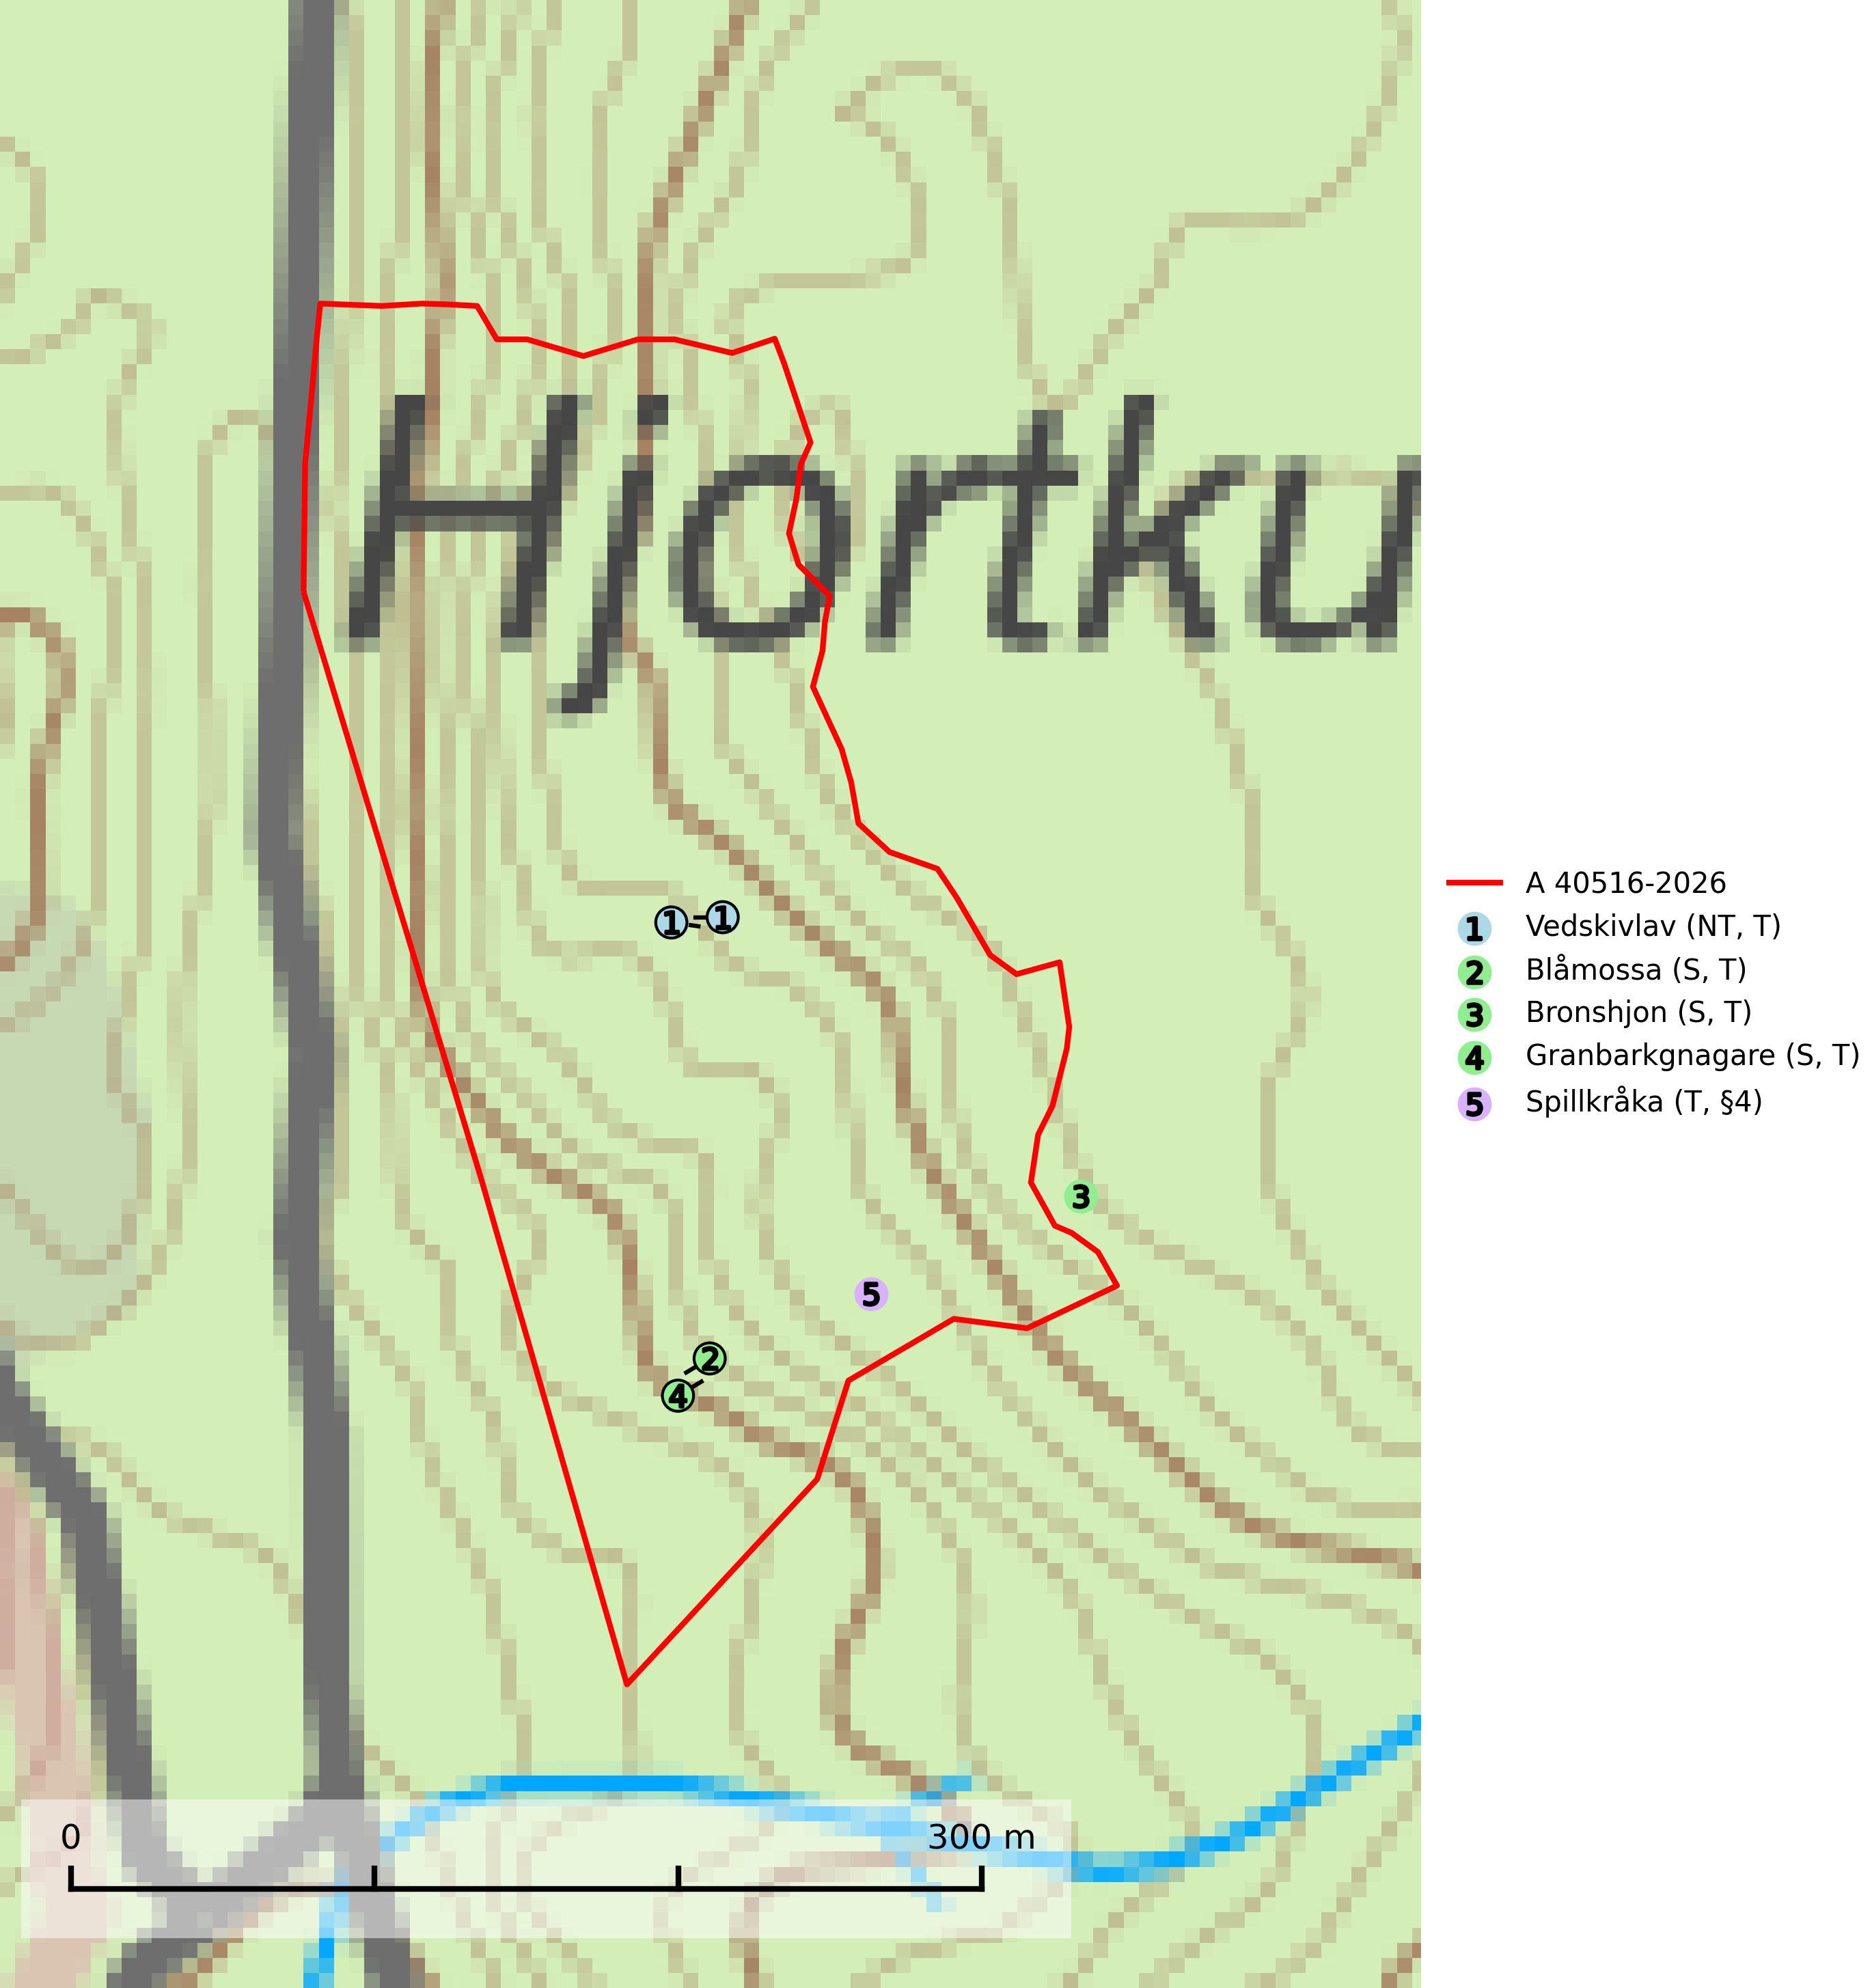 Hjortku
1 1
3
5
2
4
0 300 m
A 40516-2026
1 Vedskivlav (NT, T)
2 Blåmossa (S, T)
3 Bronshjon (S, T)
4 Granbarkgnagare (S, T)
5 Spillkråka (T, §4)